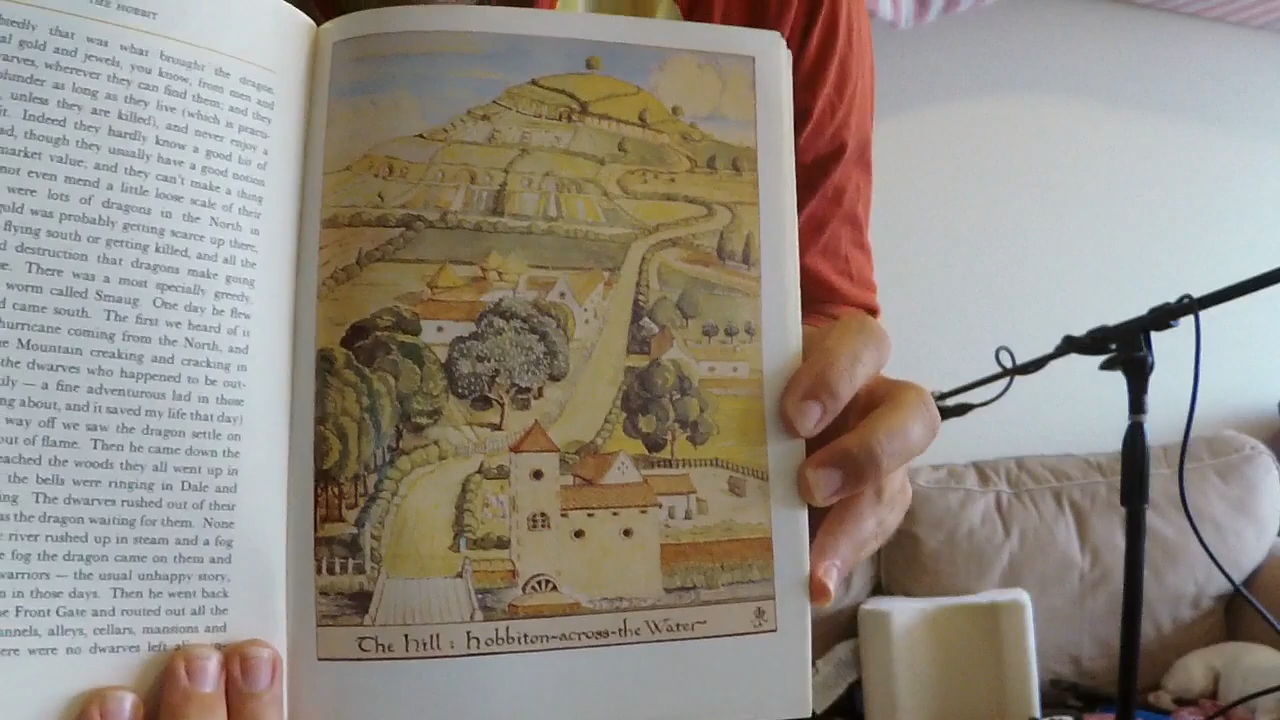 THE HOBBIT
btedly that was what brought the dragon.
al gold and jewels, you know, from men and
arves, wherever they can find them; and they
plunder as long as they live (which is practi-
unless they are killed), and never enjoy a
it. Indeed they hardly know a good bit of
ad, though they usually have a good notion
market value; and they can't make a thing
not even mend a little loose scale of their
were lots of dragons in the North in
gold was probably getting scarce up there,
flying south or getting killed, and all the
d destruction that dragons make going
e. There was a most specially greedy,
worm called Smaug. One day he flew
d came south. The first we heard of it
hurricane coming from the North, and
e Mountain creaking and cracking in
the dwarves who happened to be out-
ily — a fine adventurous lad in those
ng about, and it saved my life that day)
way off we saw the dragon settle on
out of flame. Then he came down the
eached the woods they all went up in
the bells were ringing in Dale and
ing. The dwarves rushed out of their
as the dragon waiting for them. None
e river rushed up in steam and a fog
e fog the dragon came on them and
warriors — the usual unhappy story,
n in those days. Then he went back
e Front Gate and routed out all the
annels, alleys, cellars, mansions and
ere were no dwarves left
The Hill : Hobbiton-across-the Water